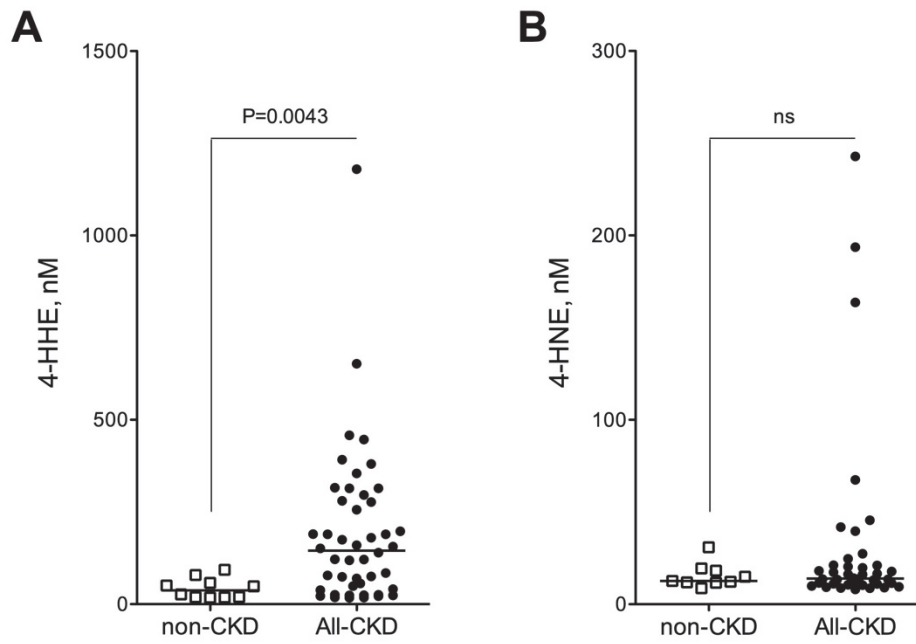 A
4-HHE, nM
1500
1000
500
0
P=0.0043
non-CKD
All-CKD
B
4-HNE, nM
300
200
100
0
ns
non-CKD
All-CKD